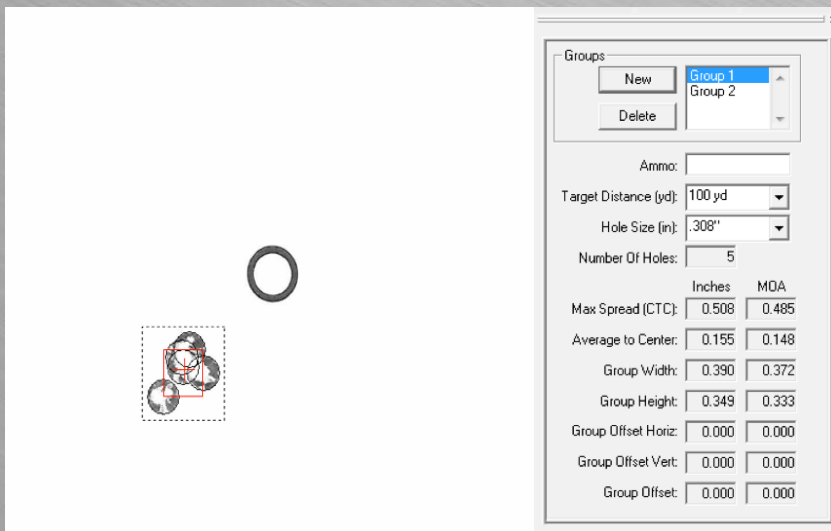 Groups
New
Group 1
Group 2
Delete
Ammo:
Target Distance (yd): 100 yd
Hole Size (in): .308"
Number Of Holes: 5
Inches MOA
Max Spread (CTC): 0.508 0.485
Average to Center: 0.155 0.148
Group Width: 0.390 0.372
Group Height: 0.349 0.333
Group Offset Horiz: 0.000 0.000
Group Offset Vert: 0.000 0.000
Group Offset: 0.000 0.000